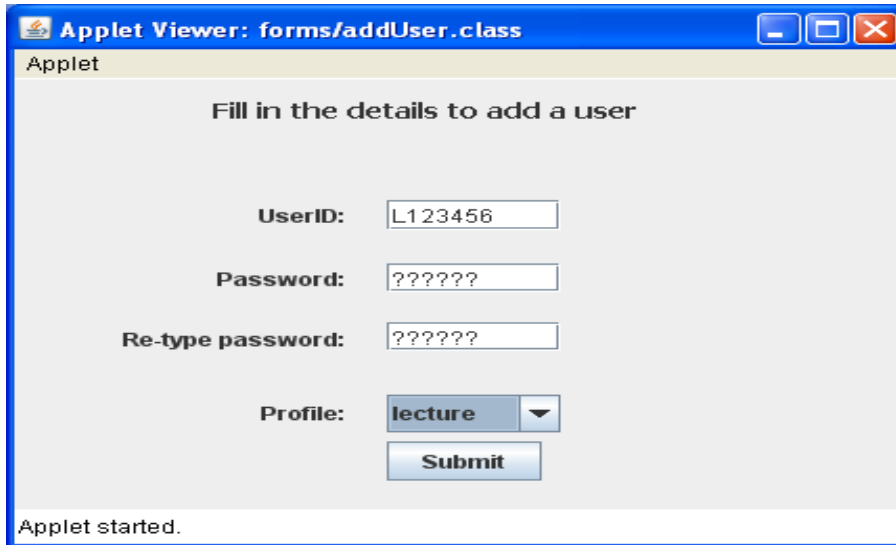 Applet Viewer: forms/addUser.class
Applet
Fill in the details to add a user
UserID: L123456
Password: ??????
Re-type password: ??????
Profile: lecture
Submit
Applet started.